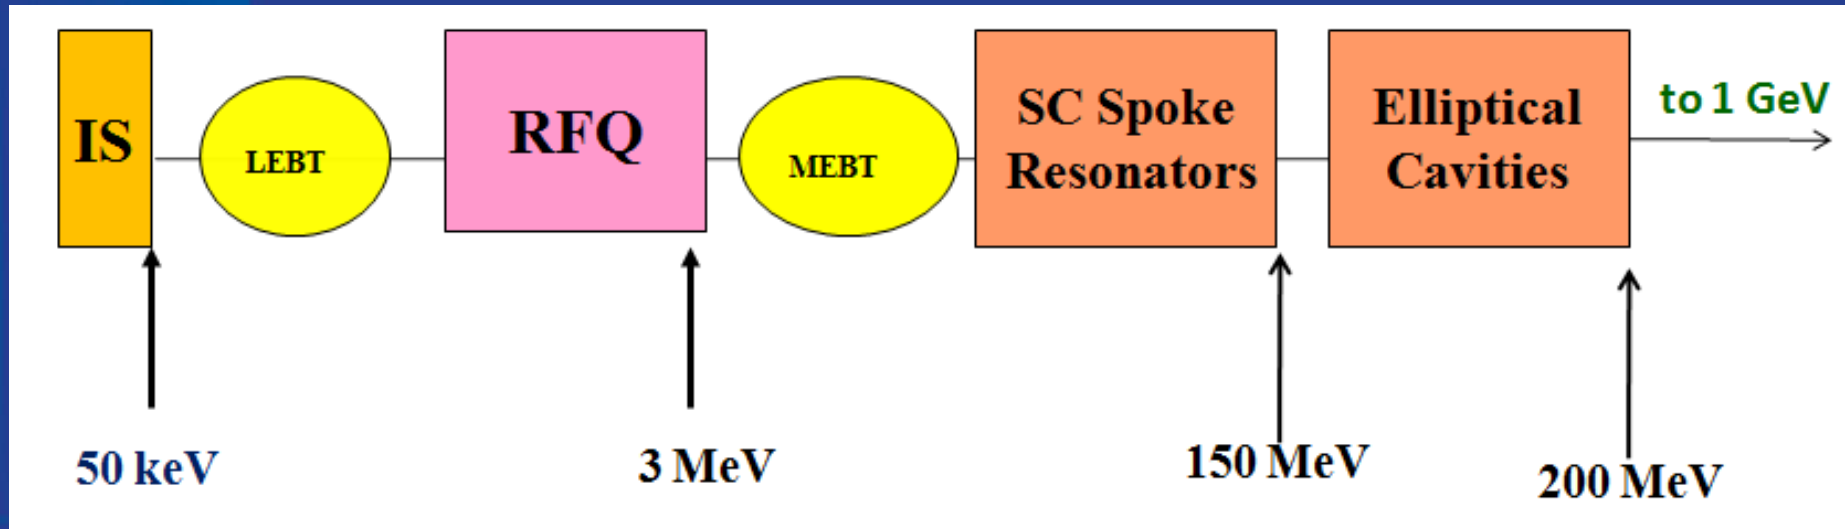 IS
LEBT
RFQ
MEBT
SC Spoke
Resonators
Elliptical
Cavities
to 1 GeV
50 keV
3 MeV
150 MeV
200 MeV